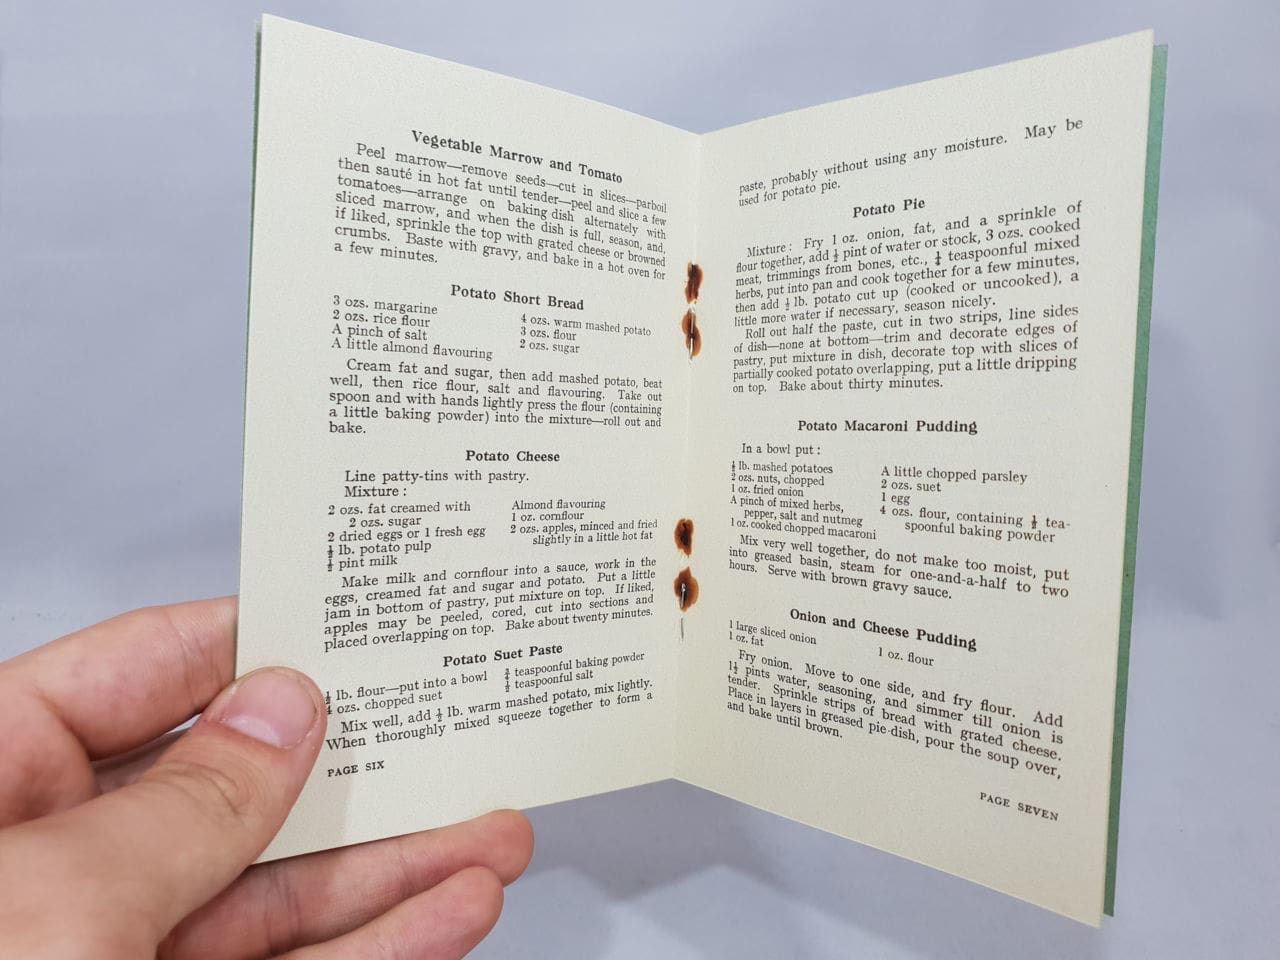 Vegetable Marrow and Tomato
Peel marrow—remove seeds—cut in slices—parboil
then sauté in hot fat until tender—peel and slice a few
tomatoes—arrange on baking dish alternately with
sliced marrow, and when the dish is full, season, and,
if liked, sprinkle the top with grated cheese or browned
crumbs. Baste with gravy, and bake in a hot oven for
a few minutes.
Potato Short Bread
3 ozs. margarine
2 ozs. rice flour
A pinch of salt
A little almond flavouring
4 ozs. warm mashed potato
3 ozs. flour
2 ozs. sugar
Cream fat and sugar, then add mashed potato, beat
well, then rice flour, salt and flavouring. Take out
spoon and with hands lightly press the flour (containing
a little baking powder) into the mixture—roll out and
bake.
Potato Cheese
Line patty-tins with pastry.
Mixture :
2 ozs. fat creamed with
2 ozs. sugar
2 dried eggs or 1 fresh egg
½ lb. potato pulp
½ pint milk
Almond flavouring
1 oz. cornflour
2 ozs. apples, minced and fried
slightly in a little hot fat
Make milk and cornflour into a sauce, work in the
eggs, creamed fat and sugar and potato. Put a little
jam in bottom of pastry, put mixture on top. If liked,
apples may be peeled, cored, cut into sections and
placed overlapping on top. Bake about twenty minutes.
Potato Suet Paste
½ lb. flour—put into a bowl
4 ozs. chopped suet
¾ teaspoonful baking powder
½ teaspoonful salt
Mix well, add ½ lb. warm mashed potato, mix lightly.
When thoroughly mixed squeeze together to form a
PAGE SIX
paste, probably without using any moisture. May be
used for potato pie.
Potato Pie
Mixture : Fry 1 oz. onion, fat, and a sprinkle of
flour together, add ½ pint of water or stock, 3 ozs. cooked
meat, trimmings from bones, etc., ¼ teaspoonful mixed
herbs, put into pan and cook together for a few minutes,
then add ½ lb. potato cut up (cooked or uncooked), a
little more water if necessary, season nicely.
Roll out half the paste, cut in two strips, line sides
of dish—none at bottom—trim and decorate edges of
pastry, put mixture in dish, decorate top with slices of
partially cooked potato overlapping, put a little dripping
on top. Bake about thirty minutes.
Potato Macaroni Pudding
In a bowl put :
½ lb. mashed potatoes
2 ozs. nuts, chopped
1 oz. fried onion
A pinch of mixed herbs,
pepper, salt and nutmeg
1 oz. cooked chopped macaroni
A little chopped parsley
2 ozs. suet
1 egg
4 ozs. flour, containing ½ tea-
spoonful baking powder
Mix very well together, do not make too moist, put
into greased basin, steam for one-and-a-half to two
hours. Serve with brown gravy sauce.
Onion and Cheese Pudding
1 large sliced onion
1 oz. fat
1 oz. flour
Fry onion. Move to one side, and fry flour. Add
1½ pints water, seasoning, and simmer till onion is
tender. Sprinkle strips of bread with grated cheese.
Place in layers in greased pie-dish, pour the soup over,
and bake until brown.
PAGE SEVEN